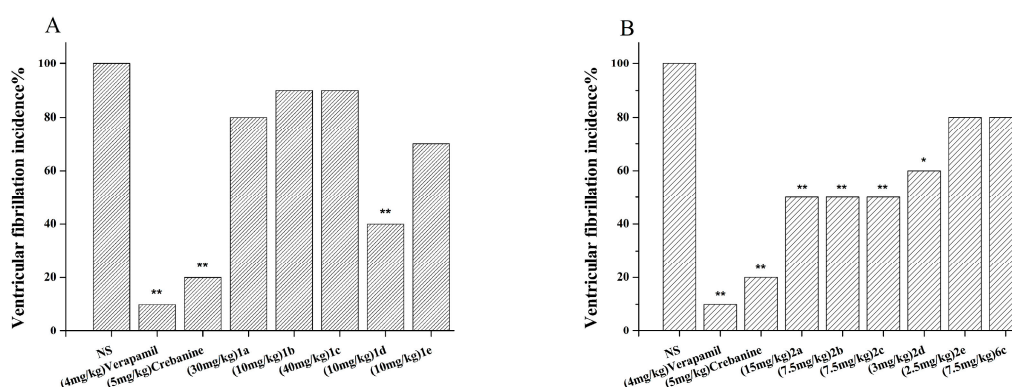 A
Ventricular fibrillation incidence%
100
80
60
40
20
0
**
**
**
NS
(4mg/kg)Verapamil
(5mg/kg)Crebanine
(30mg/kg)1a
(10mg/kg)1b
(40mg/kg)1c
(10mg/kg)1d
(10mg/kg)1e
B
Ventricular fibrillation incidence%
100
80
60
40
20
0
**
**
**
**
**
*
NS
(4mg/kg)Verapamil
(5mg/kg)Crebanine
(15mg/kg)2a
(7.5mg/kg)2b
(7.5mg/kg)2c
(3mg/kg)2d
(2.5mg/kg)2e
(7.5mg/kg)6c